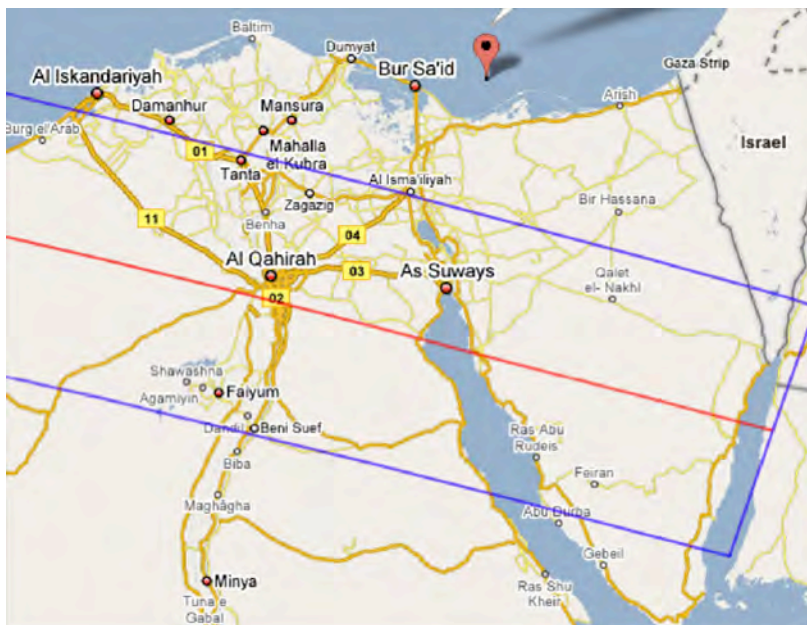 Baltim
Dumyat
Al Iskandariyah
Bur Sa'id
Gaza Strip
Damanhur
Mansura
Arish
Burg el'Arab
01
Mahalla
el Kubra
Israel
Tanta
Al Isma'iliyah
Zagazig
Bir Hassana
11
Benha
04
Al Qahirah
03
As Suways
Qalet
el- Nakhl
02
Shawashna
Agamiyin
Faiyum
Dandil
Beni Suef
Ras Abu
Rudeis
Biba
Feiran
Maghâgha
Abu Durba
Gebeil
Minya
Ras Shu
Kheir
Tuna e
Gabal